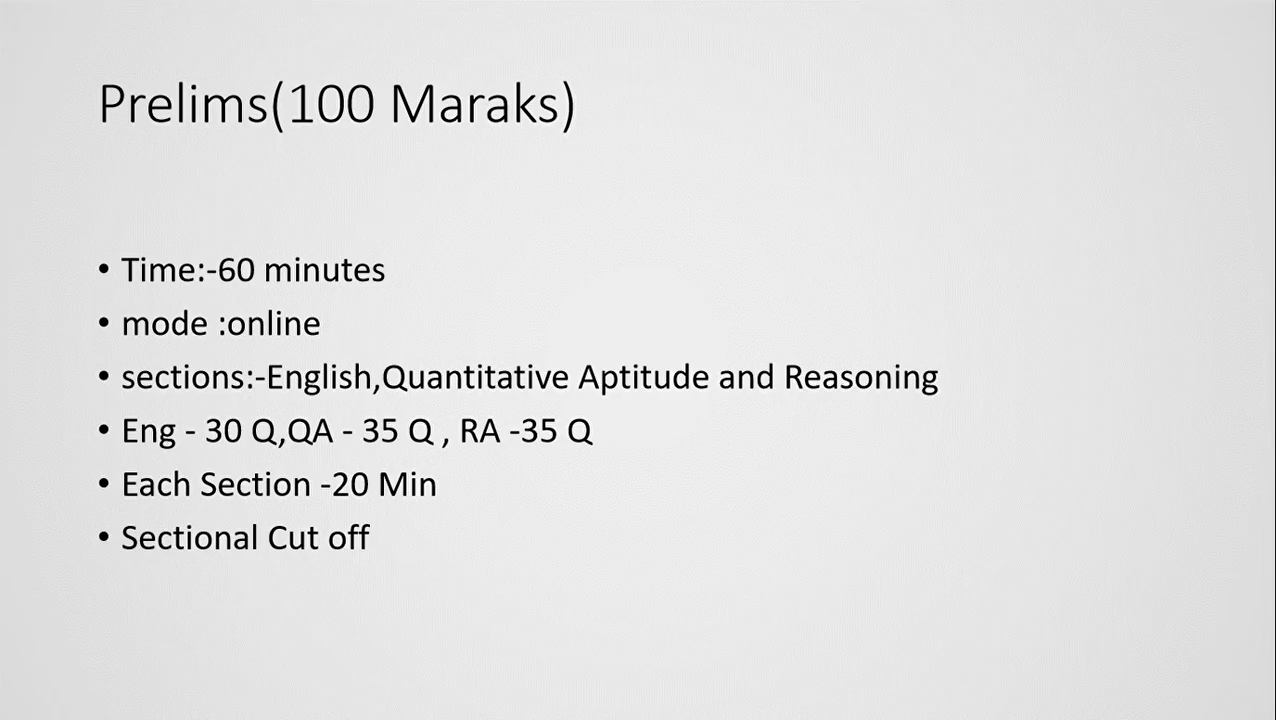 Prelims(100 Maraks)
• Time:-60 minutes
• mode :online
• sections:-English,Quantitative Aptitude and Reasoning
• Eng - 30 Q,QA - 35 Q , RA -35 Q
• Each Section -20 Min
• Sectional Cut off